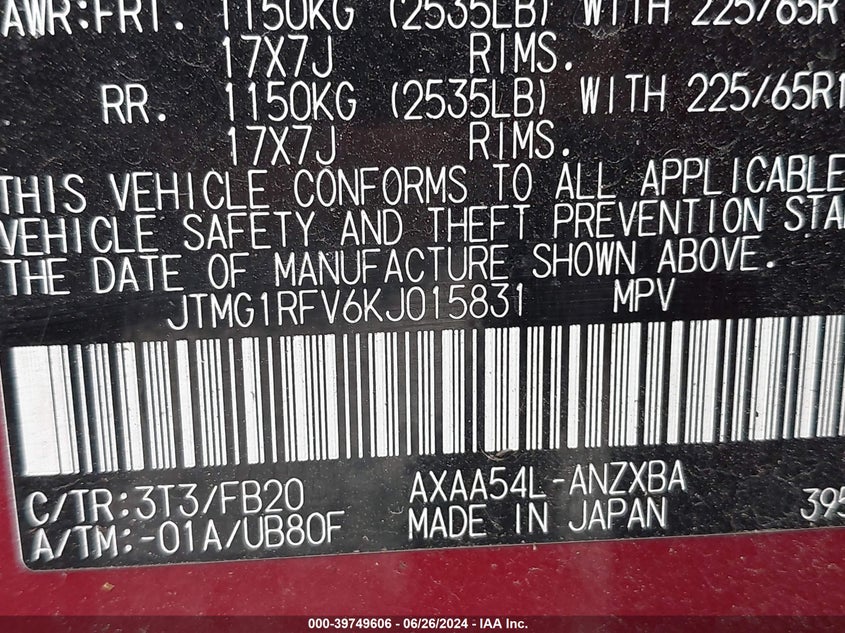 AWR:FRT. 1150KG (2535LB) WITH 225/65R1
17X7J RIMS.
RR. 1150KG (2535LB) WITH 225/65R1
17X7J RIMS.
THIS VEHICLE CONFORMS TO ALL APPLICABLE
VEHICLE SAFETY AND THEFT PREVENTION STA
THE DATE OF MANUFACTURE SHOWN ABOVE.
JTMG1RFV6KJ015831 MPV
C/TR:3T3/FB20 AXAA54L-ANZXBA
A/TM:-01A/UB80F MADE IN JAPAN 395
000-39749606 - 06/26/2024 - IAA Inc.